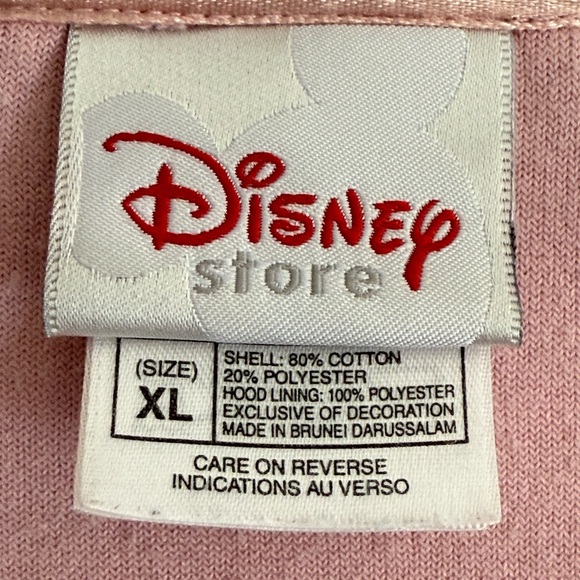 Disney
store
(SIZE)
XL
SHELL: 80% COTTON
20% POLYESTER
HOOD LINING: 100% POLYESTER
EXCLUSIVE OF DECORATION
MADE IN BRUNEI DARUSSALAM
CARE ON REVERSE
INDICATIONS AU VERSO